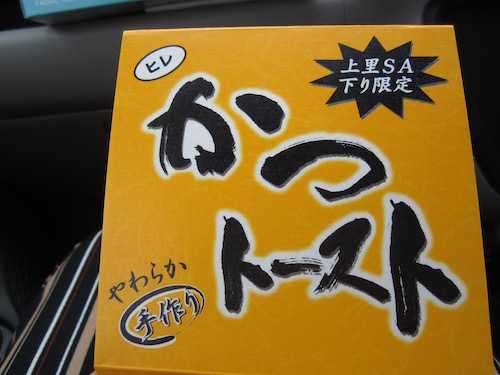 ヒレ
上里SA
下り限定
かつ
トースト
やわらか
手作り